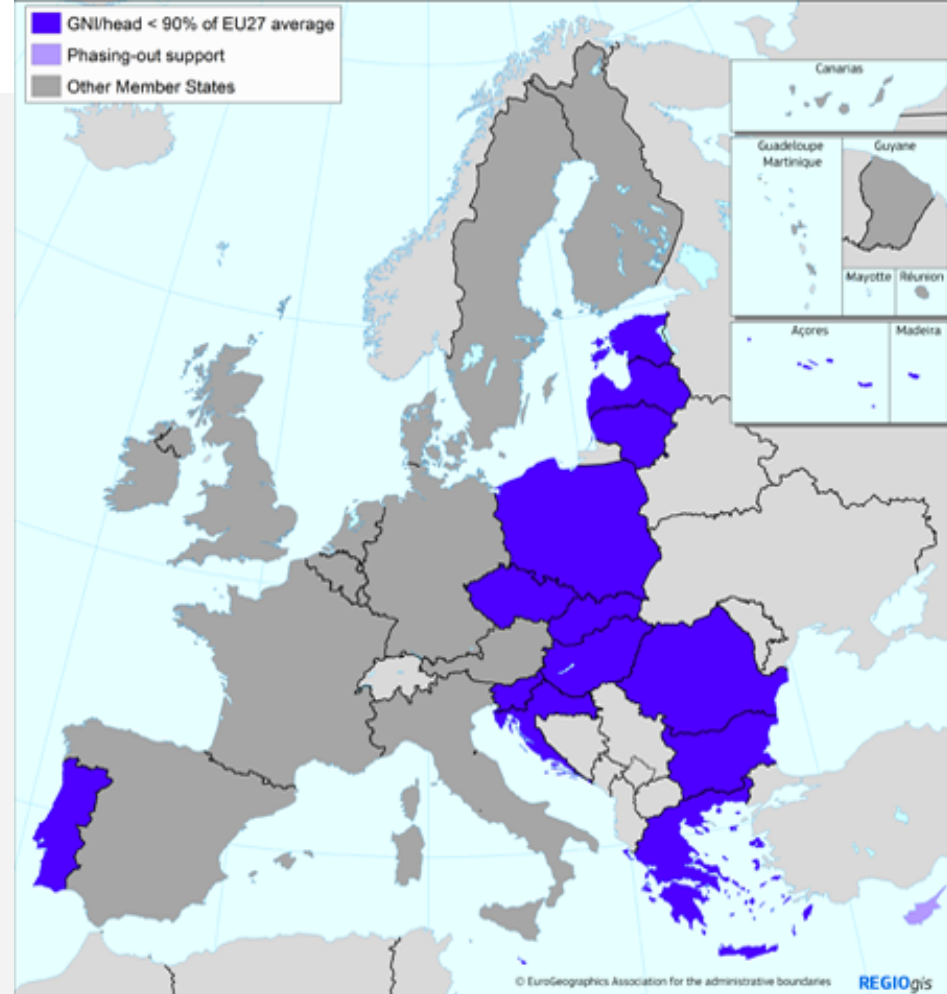 GNI/head < 90% of EU27 average
Phasing-out support
Other Member States
Canarias
Guadeloupe
Martinique
Guyane
Mayotte
Réunion
Açores
Madeira
© EuroGeographics Association for the administrative boundaries
REGIOgis